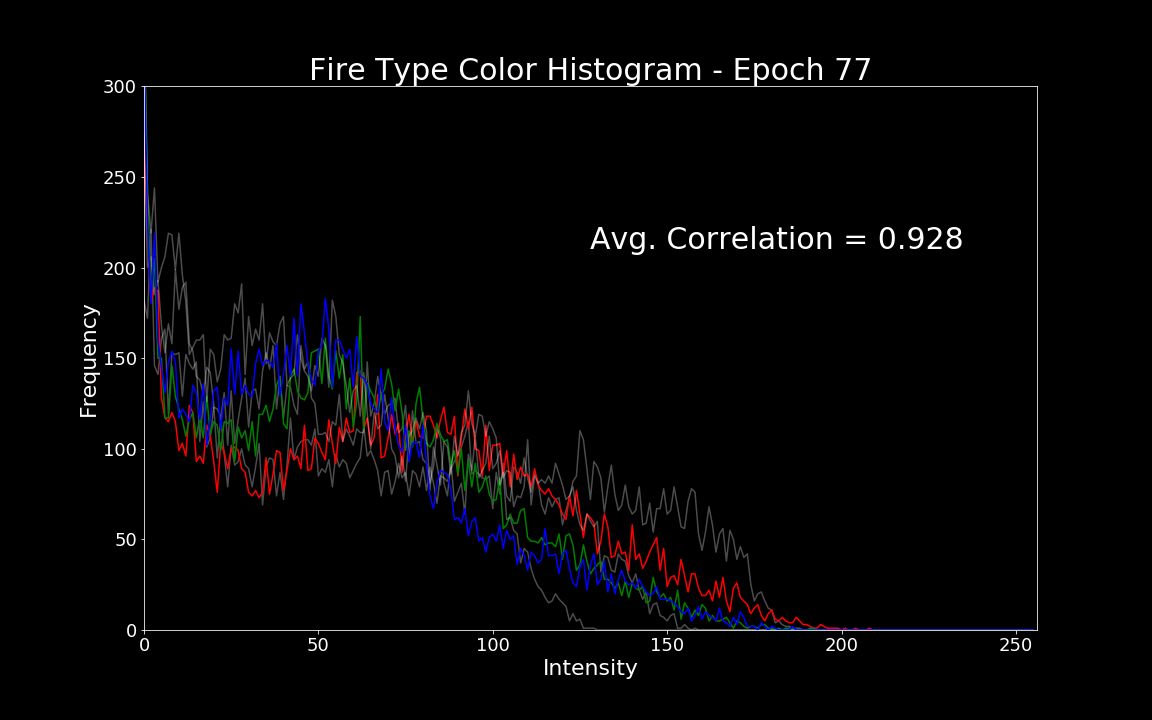 Fire Type Color Histogram - Epoch 77
300
250
200
150
100
50
0
Frequency
Avg. Correlation = 0.928
0 50 100 150 200 250
Intensity